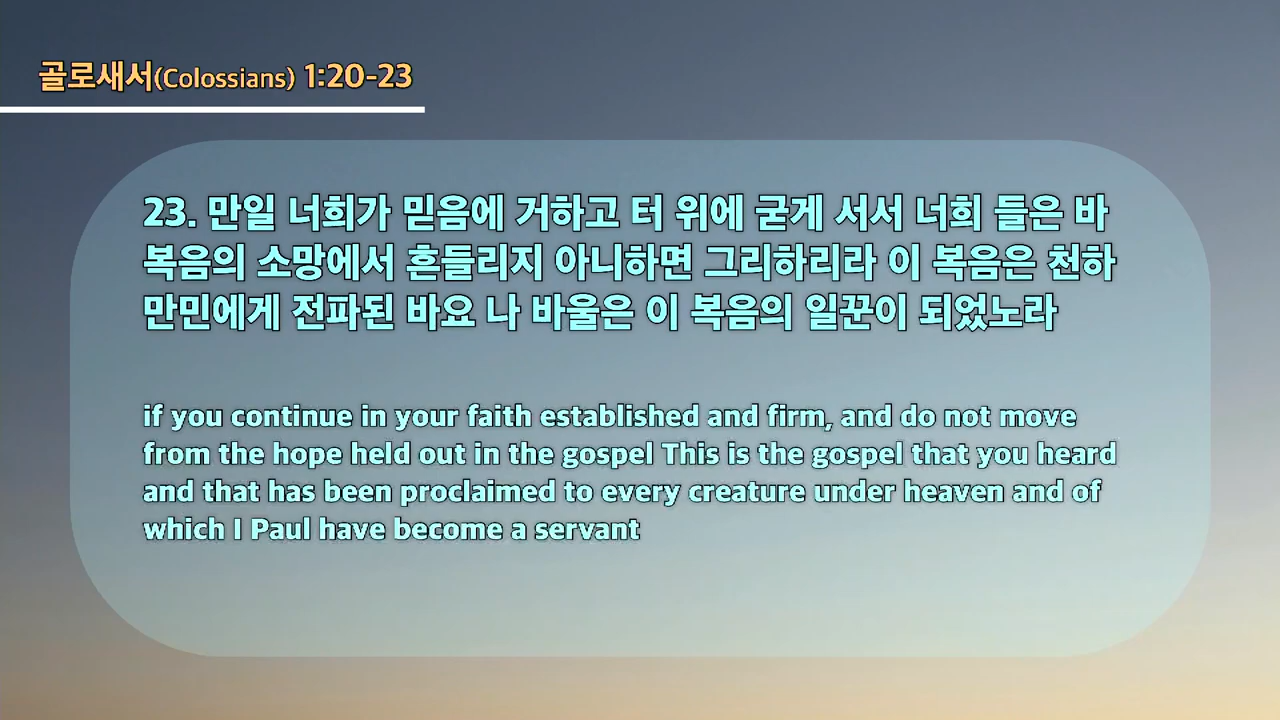 골로새서(Colossians) 1:20-23
23. 만일 너희가 믿음에 거하고 터 위에 굳게 서서 너희 들은 바
복음의 소망에서 흔들리지 아니하면 그리하리라 이 복음은 천하
만민에게 전파된 바요 나 바울은 이 복음의 일꾼이 되었노라
if you continue in your faith established and firm, and do not move
from the hope held out in the gospel This is the gospel that you heard
and that has been proclaimed to every creature under heaven and of
which I Paul have become a servant